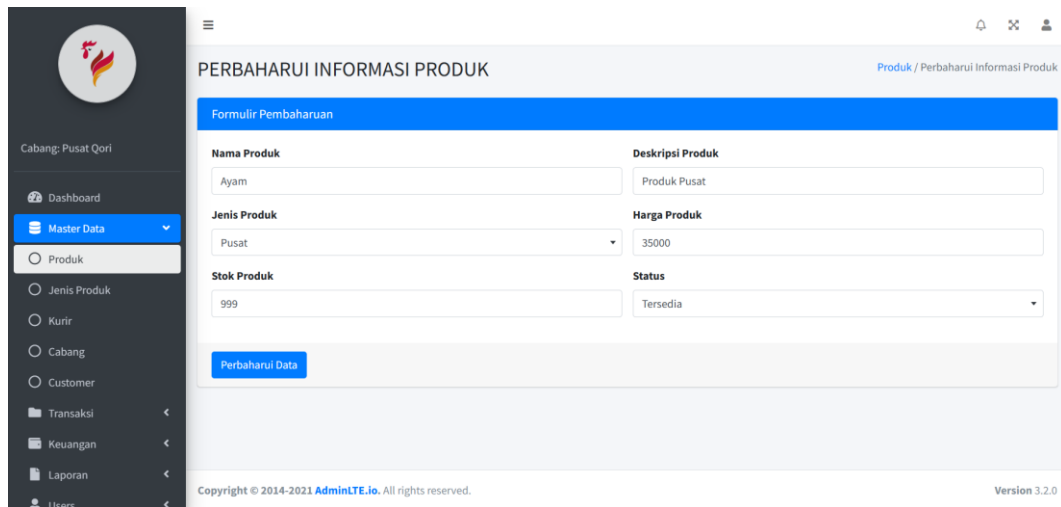 Cabang: Pusat Qori
Dashboard
Master Data
Produk
Jenis Produk
Kurir
Cabang
Customer
Transaksi
Keuangan
Laporan
Users
PERBAHARUI INFORMASI PRODUK
Produk / Perbaharui Informasi Produk
Formulir Pembaharuan
Nama Produk
Ayam
Deskripsi Produk
Produk Pusat
Jenis Produk
Pusat
Harga Produk
35000
Stok Produk
999
Status
Tersedia
Perbaharui Data
Copyright © 2014-2021 AdminLTE.io. All rights reserved.
Version 3.2.0